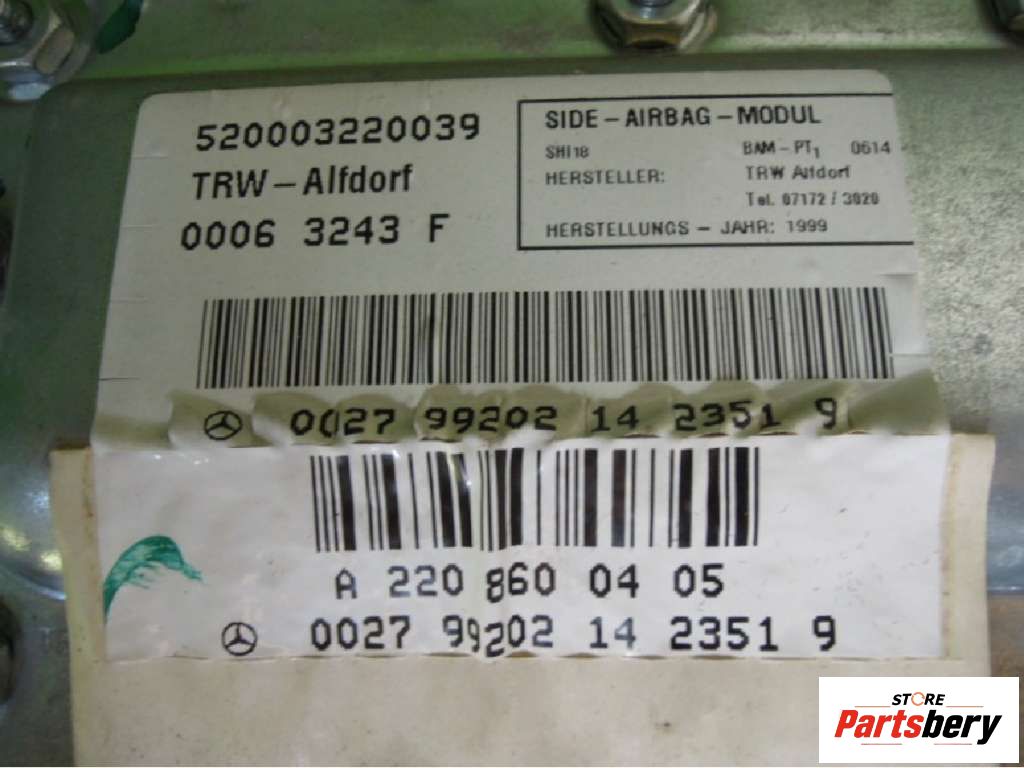 520003220039
TRW-Alfdorf
0006 3243 F
SIDE-AIRBAG-MODUL
SHI18 BAM-PT1 0614
HERSTELLER: TRW Alfdorf
Tel. 07172/3020
HERSTELLUNGS-JAHR: 1999
0027 99202 14 2351 9
A 220 860 04 05
0027 99202 14 2351 9
STORE
Partsbery